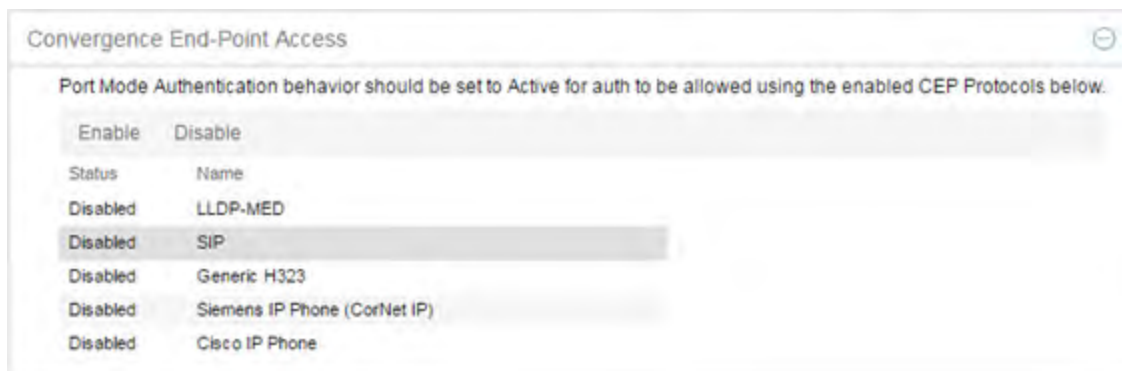 Convergence End-Point Access
Port Mode Authentication behavior should be set to Active for auth to be allowed using the enabled CEP Protocols below.
Enable Disable
Status Name
Disabled LLDP-MED
Disabled SIP
Disabled Generic H323
Disabled Siemens IP Phone (CorNet IP)
Disabled Cisco IP Phone